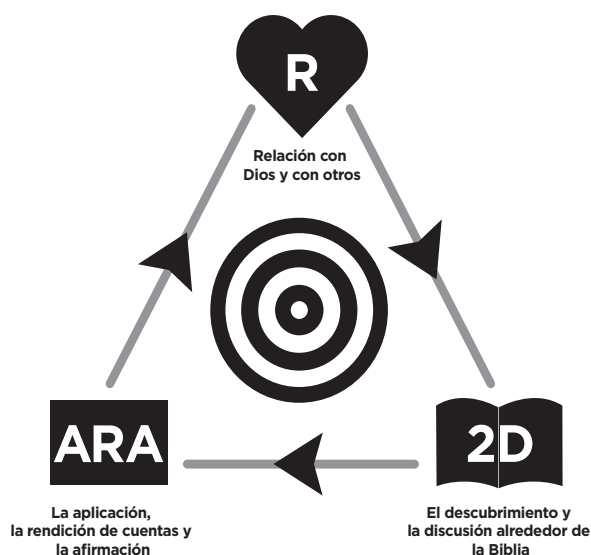 R
Relación con
Dios y con otros
ARA
La aplicación,
la rendición de cuentas y
la afirmación
2D
El descubrimiento y
la discusión alrededor de
la Biblia